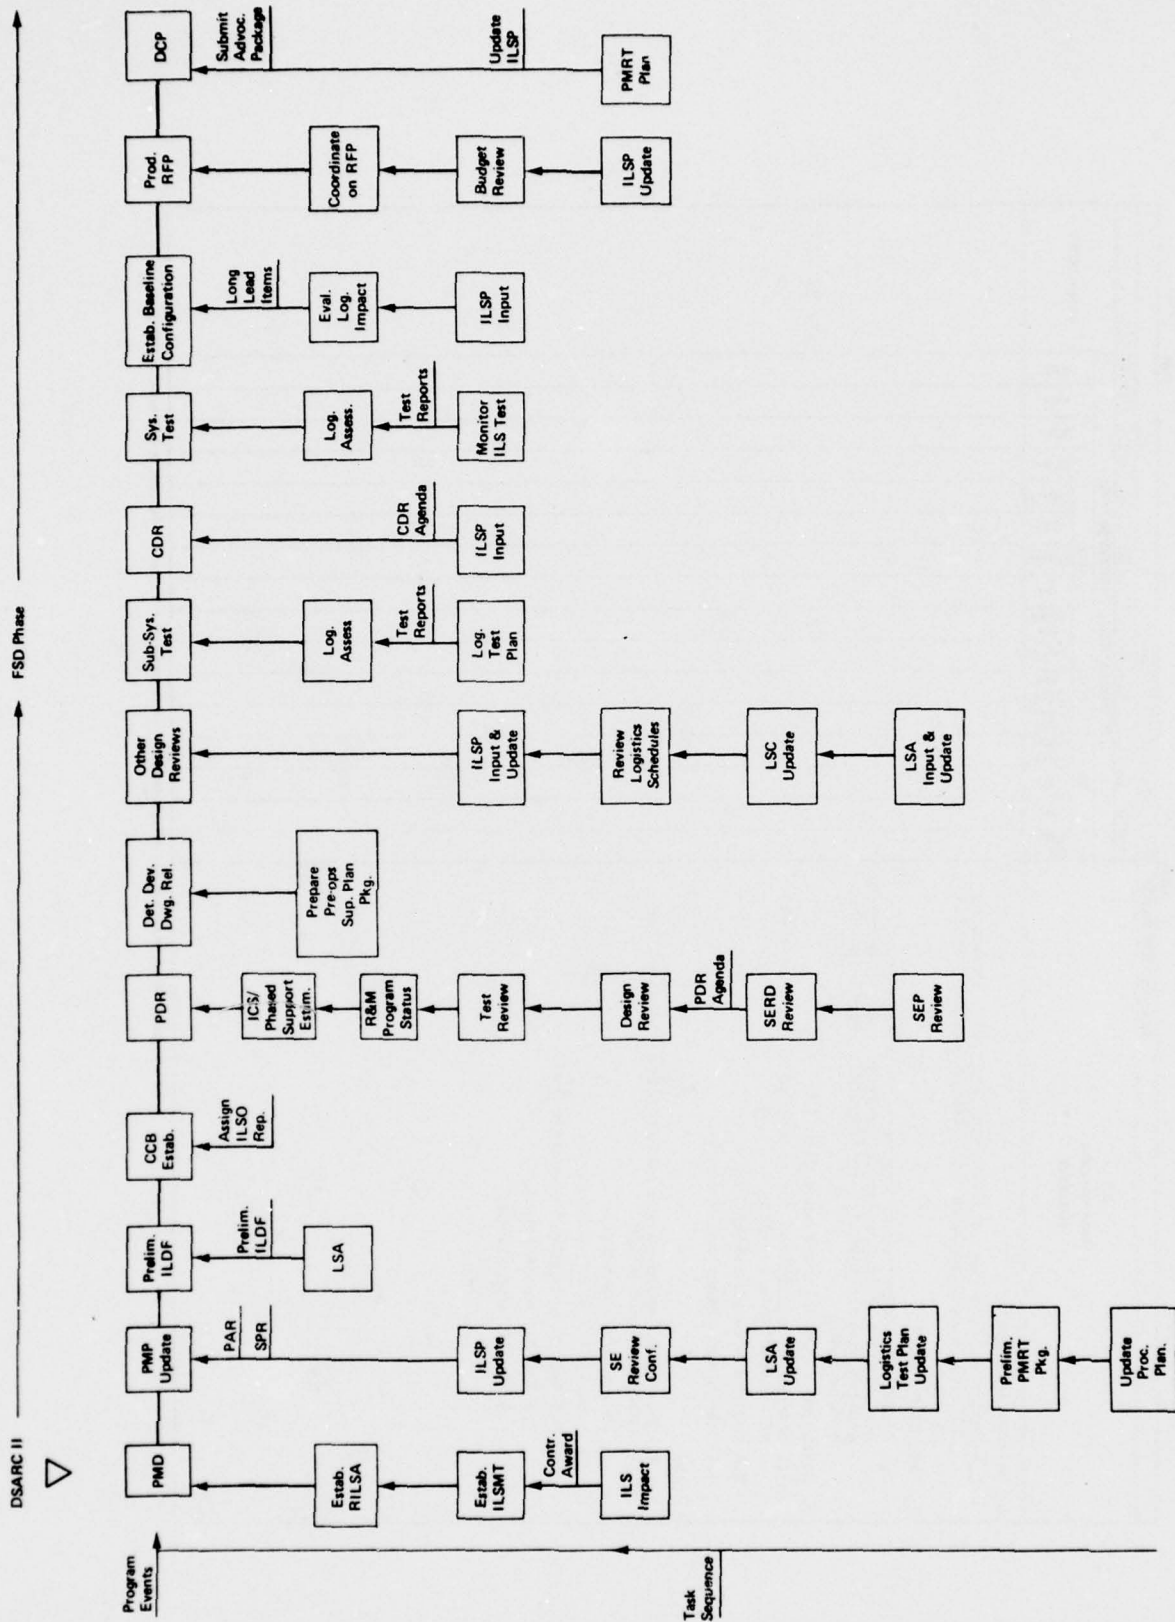 DSARC II
FSD Phase
Program
Events
Task
Sequence
PMD
Estab.
RILSA
Estab.
ILSMT
Contr.
Award
ILS
Impact
PMP
Update
PAR
SPR
ILSP
Update
SE
Review
Conf.
LSA
Update
Logistics
Test Plan
Update
Prelim.
PMRT
Pkg.
Update
Proc.
Plan.
Prelim.
ILDF
Prelim.
ILDF
LSA
CCB
Estab.
Assign
ILSO
Rep.
PDR
ICS/
Phased
Support
Estim.
R&M
Program
Status
Test
Review
Design
Review
PDR
Agenda
SERD
Review
SEP
Review
Det. Dev.
Dwg. Rel.
Prepare
Pre-ops
Sup. Plan
Pkg.
Other
Design
Reviews
ILSP
Input &
Update
Review
Logistics
Schedules
LSC
Update
LSA
Input &
Update
Sub-Sys.
Test
Log.
Assess
Test
Reports
Log.
Test
Plan
CDR
CDR
Agenda
ILSP
Input
Sys.
Test
Log.
Assess.
Test
Reports
Monitor
ILS Test
Estab. Baseline
Configuration
Long
Lead
Items
Eval.
Log.
Impact
ILSP
Input
Prod.
RFP
Coordinate
on RFP
Budget
Review
ILSP
Update
DCP
Submit
Advoc.
Package
Update
ILSP
PMRT
Plan